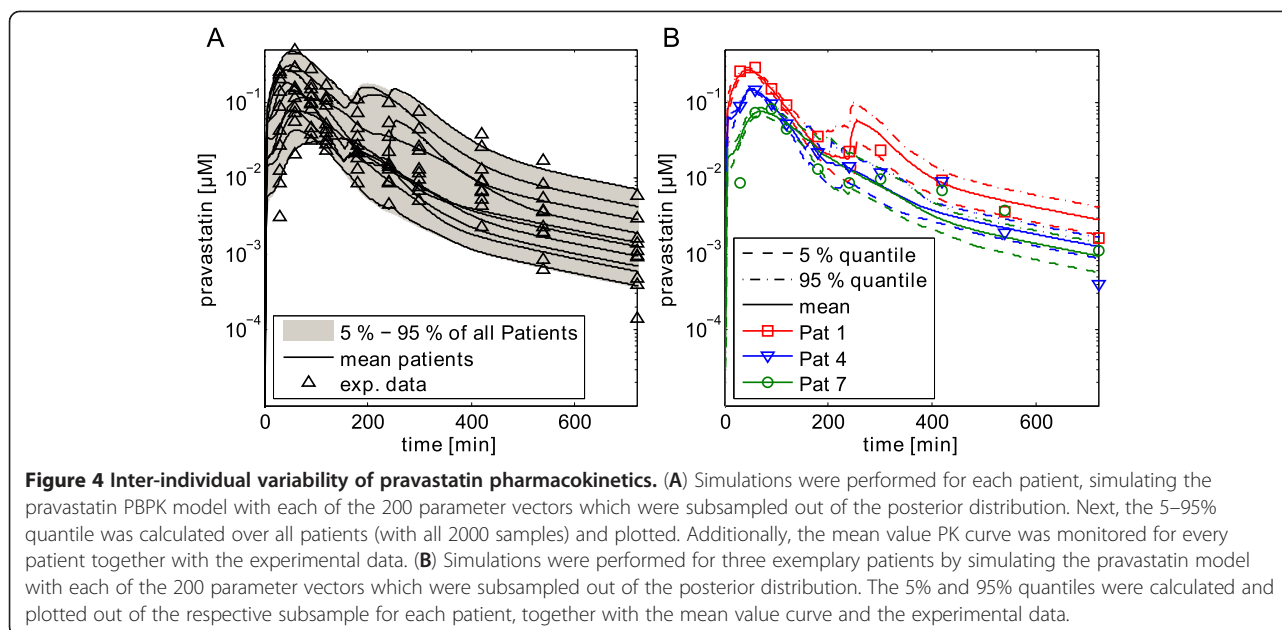 A
B
pravastatin [µM]
10⁻¹
10⁻²
10⁻³
10⁻⁴
5 % – 95 % of all Patients
mean patients
exp. data
0 200 400 600
time [min]
pravastatin [µM]
10⁻¹
10⁻²
10⁻³
10⁻⁴
5 % quantile
95 % quantile
mean
Pat 1
Pat 4
Pat 7
0 200 400 600
time [min]
Figure 4 Inter-individual variability of pravastatin pharmacokinetics. (A) Simulations were performed for each patient, simulating the
pravastatin PBPK model with each of the 200 parameter vectors which were subsampled out of the posterior distribution. Next, the 5–95%
quantile was calculated over all patients (with all 2000 samples) and plotted. Additionally, the mean value PK curve was monitored for every
patient together with the experimental data. (B) Simulations were performed for three exemplary patients by simulating the pravastatin model
with each of the 200 parameter vectors which were subsampled out of the posterior distribution. The 5% and 95% quantiles were calculated and
plotted out of the respective subsample for each patient, together with the mean value curve and the experimental data.